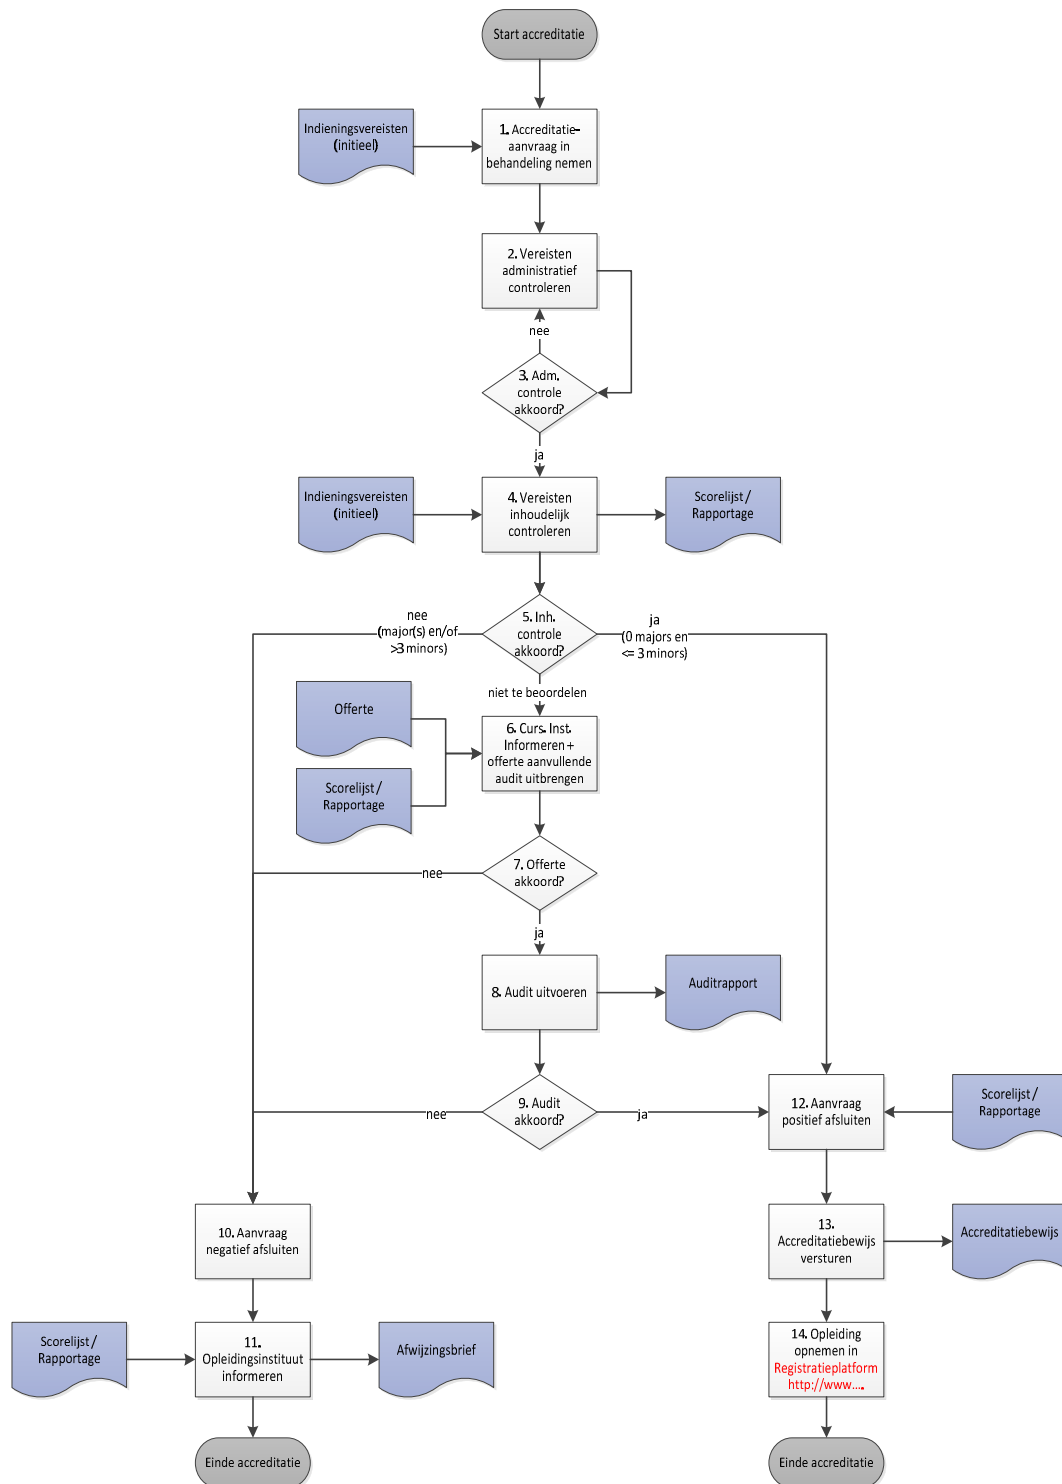 Start accreditatie
Indieningsvereisten
(initieel)
1. Accreditatie-
aanvraag in
behandeling nemen
2. Vereisten
administratief
controleren
nee
3. Adm.
controle
akkoord?
ja
Indieningsvereisten
(initieel)
4. Vereisten
inhoudelijk
controleren
Scorelijst /
Rapportage
nee
(major(s) en/of
>3 minors)
5. Inh.
controle
akkoord?
ja
(0 majors en
<= 3 minors)
niet te beoordelen
Offerte
6. Curs. Inst.
Informeren +
offerte aanvullende
audit uitbrengen
Scorelijst /
Rapportage
nee
7. Offerte
akkoord?
ja
8. Audit uitvoeren
Auditrapport
nee
9. Audit
akkoord?
ja
12. Aanvraag
positief afsluiten
Scorelijst /
Rapportage
10. Aanvraag
negatief afsluiten
13.
Accreditatiebewijs
versturen
Accreditatiebewijs
Scorelijst /
Rapportage
11.
Opleidingsinstituut
informeren
Afwijzingsbrief
14. Opleiding
opnemen in
Registratieplatform
http://www....
Einde accreditatie
Einde accreditatie